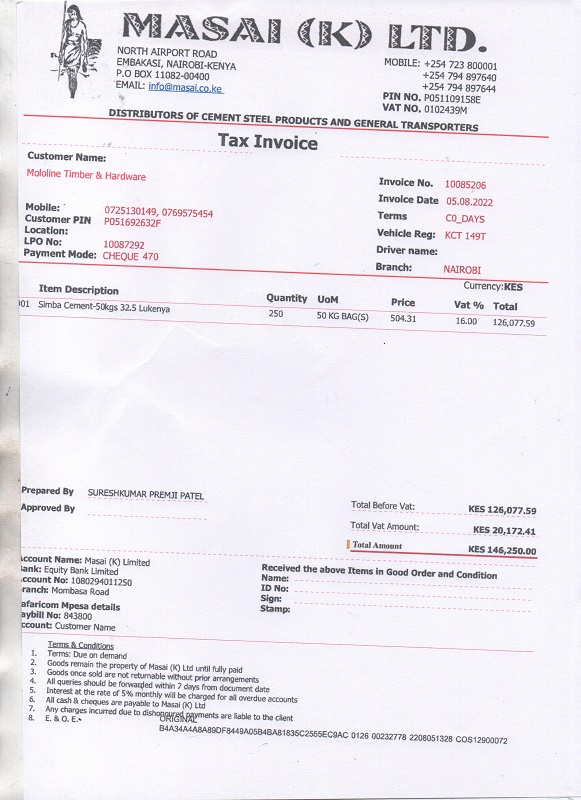 MASAI (K) LTD.
NORTH AIRPORT ROAD
EMBAKASI, NAIROBI-KENYA
P.O BOX 11082-00400
EMAIL: info@masai.co.ke
MOBILE: +254 723 800001
+254 794 897640
+254 794 897644
PIN NO. P051109158E
VAT NO. 0102439M
DISTRIBUTORS OF CEMENT STEEL PRODUCTS AND GENERAL TRANSPORTERS
Tax Invoice
Customer Name:
Mololine Timber & Hardware
Mobile: 0725130149, 0769575454
Customer PIN P051692632F
Location:
LPO No: 10087292
Payment Mode: CHEQUE 470
Invoice No. 10085206
Invoice Date 05.08.2022
Terms C0_DAYS
Vehicle Reg: KCT 149T
Driver name:
Branch: NAIROBI
Currency:KES
Item Description Quantity UoM Price Vat % Total
001 Simba Cement-50kgs 32.5 Lukenya 250 50 KG BAG(S) 504.31 16.00 126,077.59
Prepared By SURESHKUMAR PREMJI PATEL
Approved By
Total Before Vat: KES 126,077.59
Total Vat Amount: KES 20,172.41
Total Amount KES 146,250.00
Account Name: Masai (K) Limited
Bank: Equity Bank Limited
Account No: 1080294011250
Branch: Mombasa Road
Safaricom Mpesa details
Paybill No: 843800
Account: Customer Name
Received the above Items in Good Order and Condition
Name:
ID No:
Sign:
Stamp:
Terms & Conditions
1. Terms: Due on demand
2. Goods remain the property of Masai (K) Ltd until fully paid
3. Goods once sold are not returnable without prior arrangements
4. All queries should be forwarded within 7 days from document date
5. Interest at the rate of 5% monthly will be charged for all overdue accounts
6. All cash & cheques are payable to Masai (K) Ltd
7. Any charges incurred due to dishonoured payments are liable to the client
8. E. & O. E.
ORIGINAL
B4A34A4A8A89DF8449A05B4BA81835C2555EC9AC 0126 00232778 2208051328 COS12900072